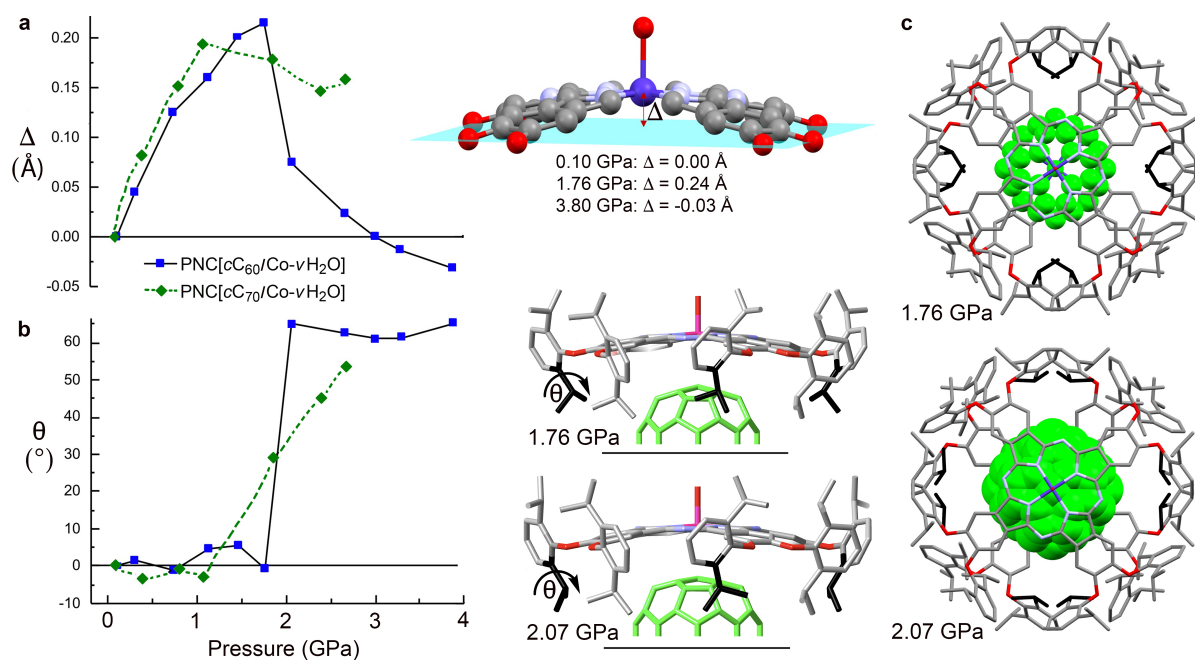 a
0.20
0.15
0.10
0.05
0.00
-0.05
Δ
(Å)
PNC[cC60/Co-vH2O]
PNC[cC70/Co-vH2O]
Δ
0.10 GPa: Δ = 0.00 Å
1.76 GPa: Δ = 0.24 Å
3.80 GPa: Δ = -0.03 Å
b
60
50
40
30
20
10
0
-10
θ
(°)
0 1 2 3 4
Pressure (GPa)
θ
1.76 GPa
θ
2.07 GPa
c
1.76 GPa
2.07 GPa